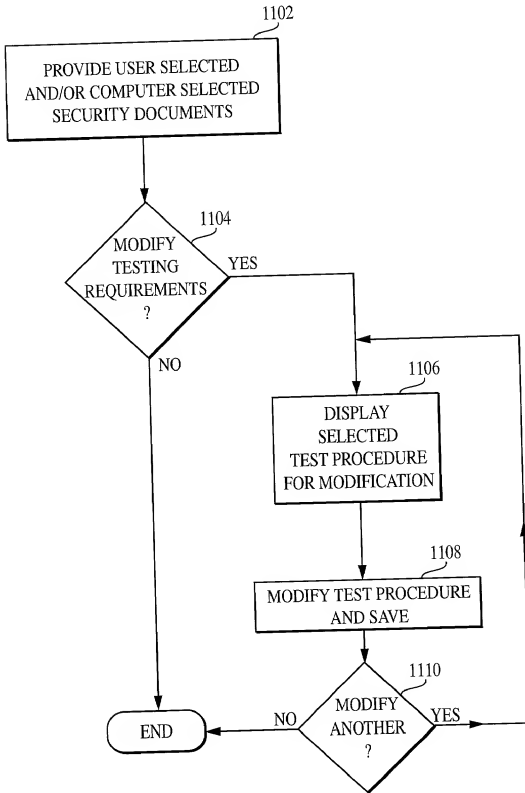 1102
PROVIDE USER SELECTED
AND/OR COMPUTER SELECTED
SECURITY DOCUMENTS
1104
MODIFY
TESTING
REQUIREMENTS
?
YES
NO
1106
DISPLAY
SELECTED
TEST PROCEDURE
FOR MODIFICATION
1108
MODIFY TEST PROCEDURE
AND SAVE
1110
MODIFY
ANOTHER
?
YES
NO
END